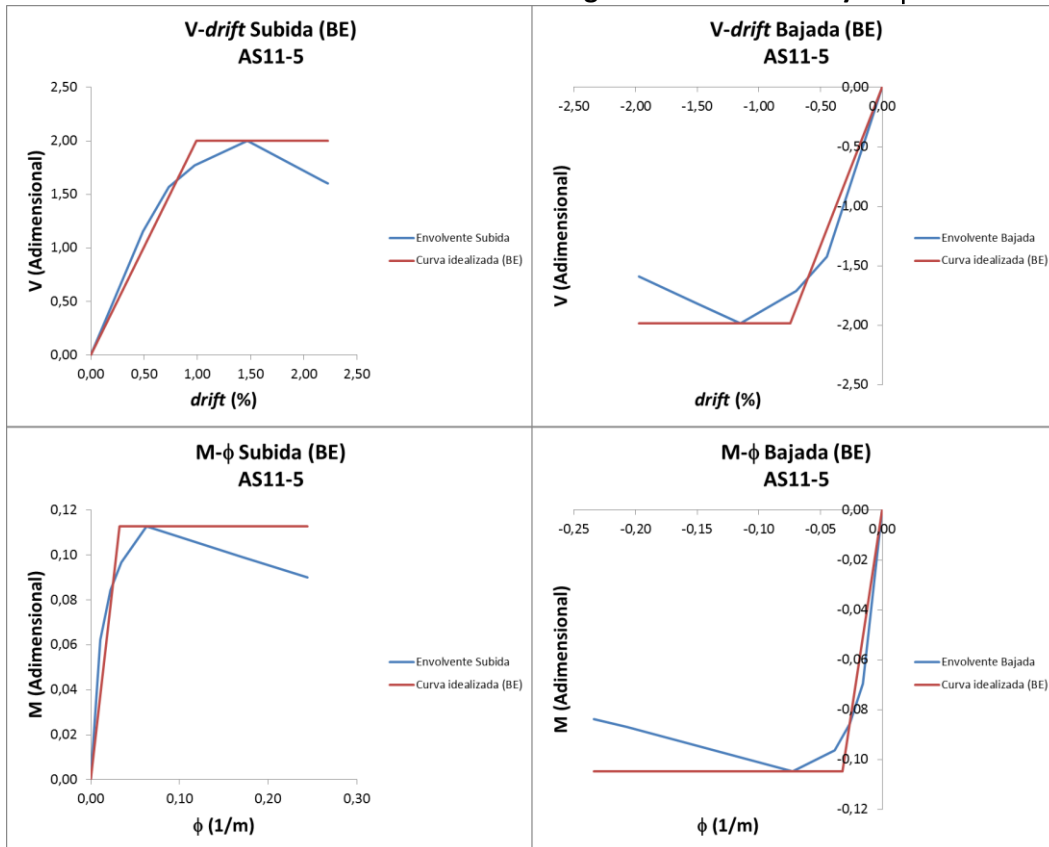 V-drift Subida (BE)
AS11-5
2,50
2,00
1,50
1,00
0,50
0,00
0,00 0,50 1,00 1,50 2,00 2,50
V (Adimensional)
drift (%)
Envolvente Subida
Curva idealizada (BE)
V-drift Bajada (BE)
AS11-5
-2,50 -2,00 -1,50 -1,00 -0,50 0,00
0,00
-0,50
-1,00
-1,50
-2,00
-2,50
V (Adimensional)
drift (%)
Envolvente Bajada
Curva idealizada (BE)
M-ϕ Subida (BE)
AS11-5
0,12
0,10
0,08
0,06
0,04
0,02
0,00
0,00 0,10 0,20 0,30
M (Adimensional)
ϕ (1/m)
Envolvente Subida
Curva idealizada (BE)
M-ϕ Bajada (BE)
AS11-5
-0,25 -0,20 -0,15 -0,10 -0,05 0,00
0,00
-0,02
-0,04
-0,06
-0,08
-0,10
-0,12
M (Adimensional)
ϕ (1/m)
Envolvente Bajada
Curva idealizada (BE)